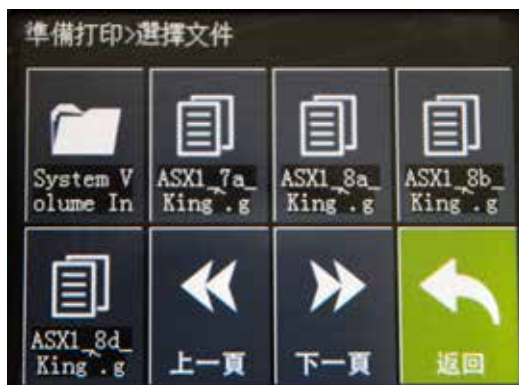 準備打印>選擇文件
System V
olume In
ASX1_7a_
King~.g
ASX1_8a_
King~.g
ASX1_8b_
King~.g
ASX1_8d_
King~.g
上一頁
下一頁
返回